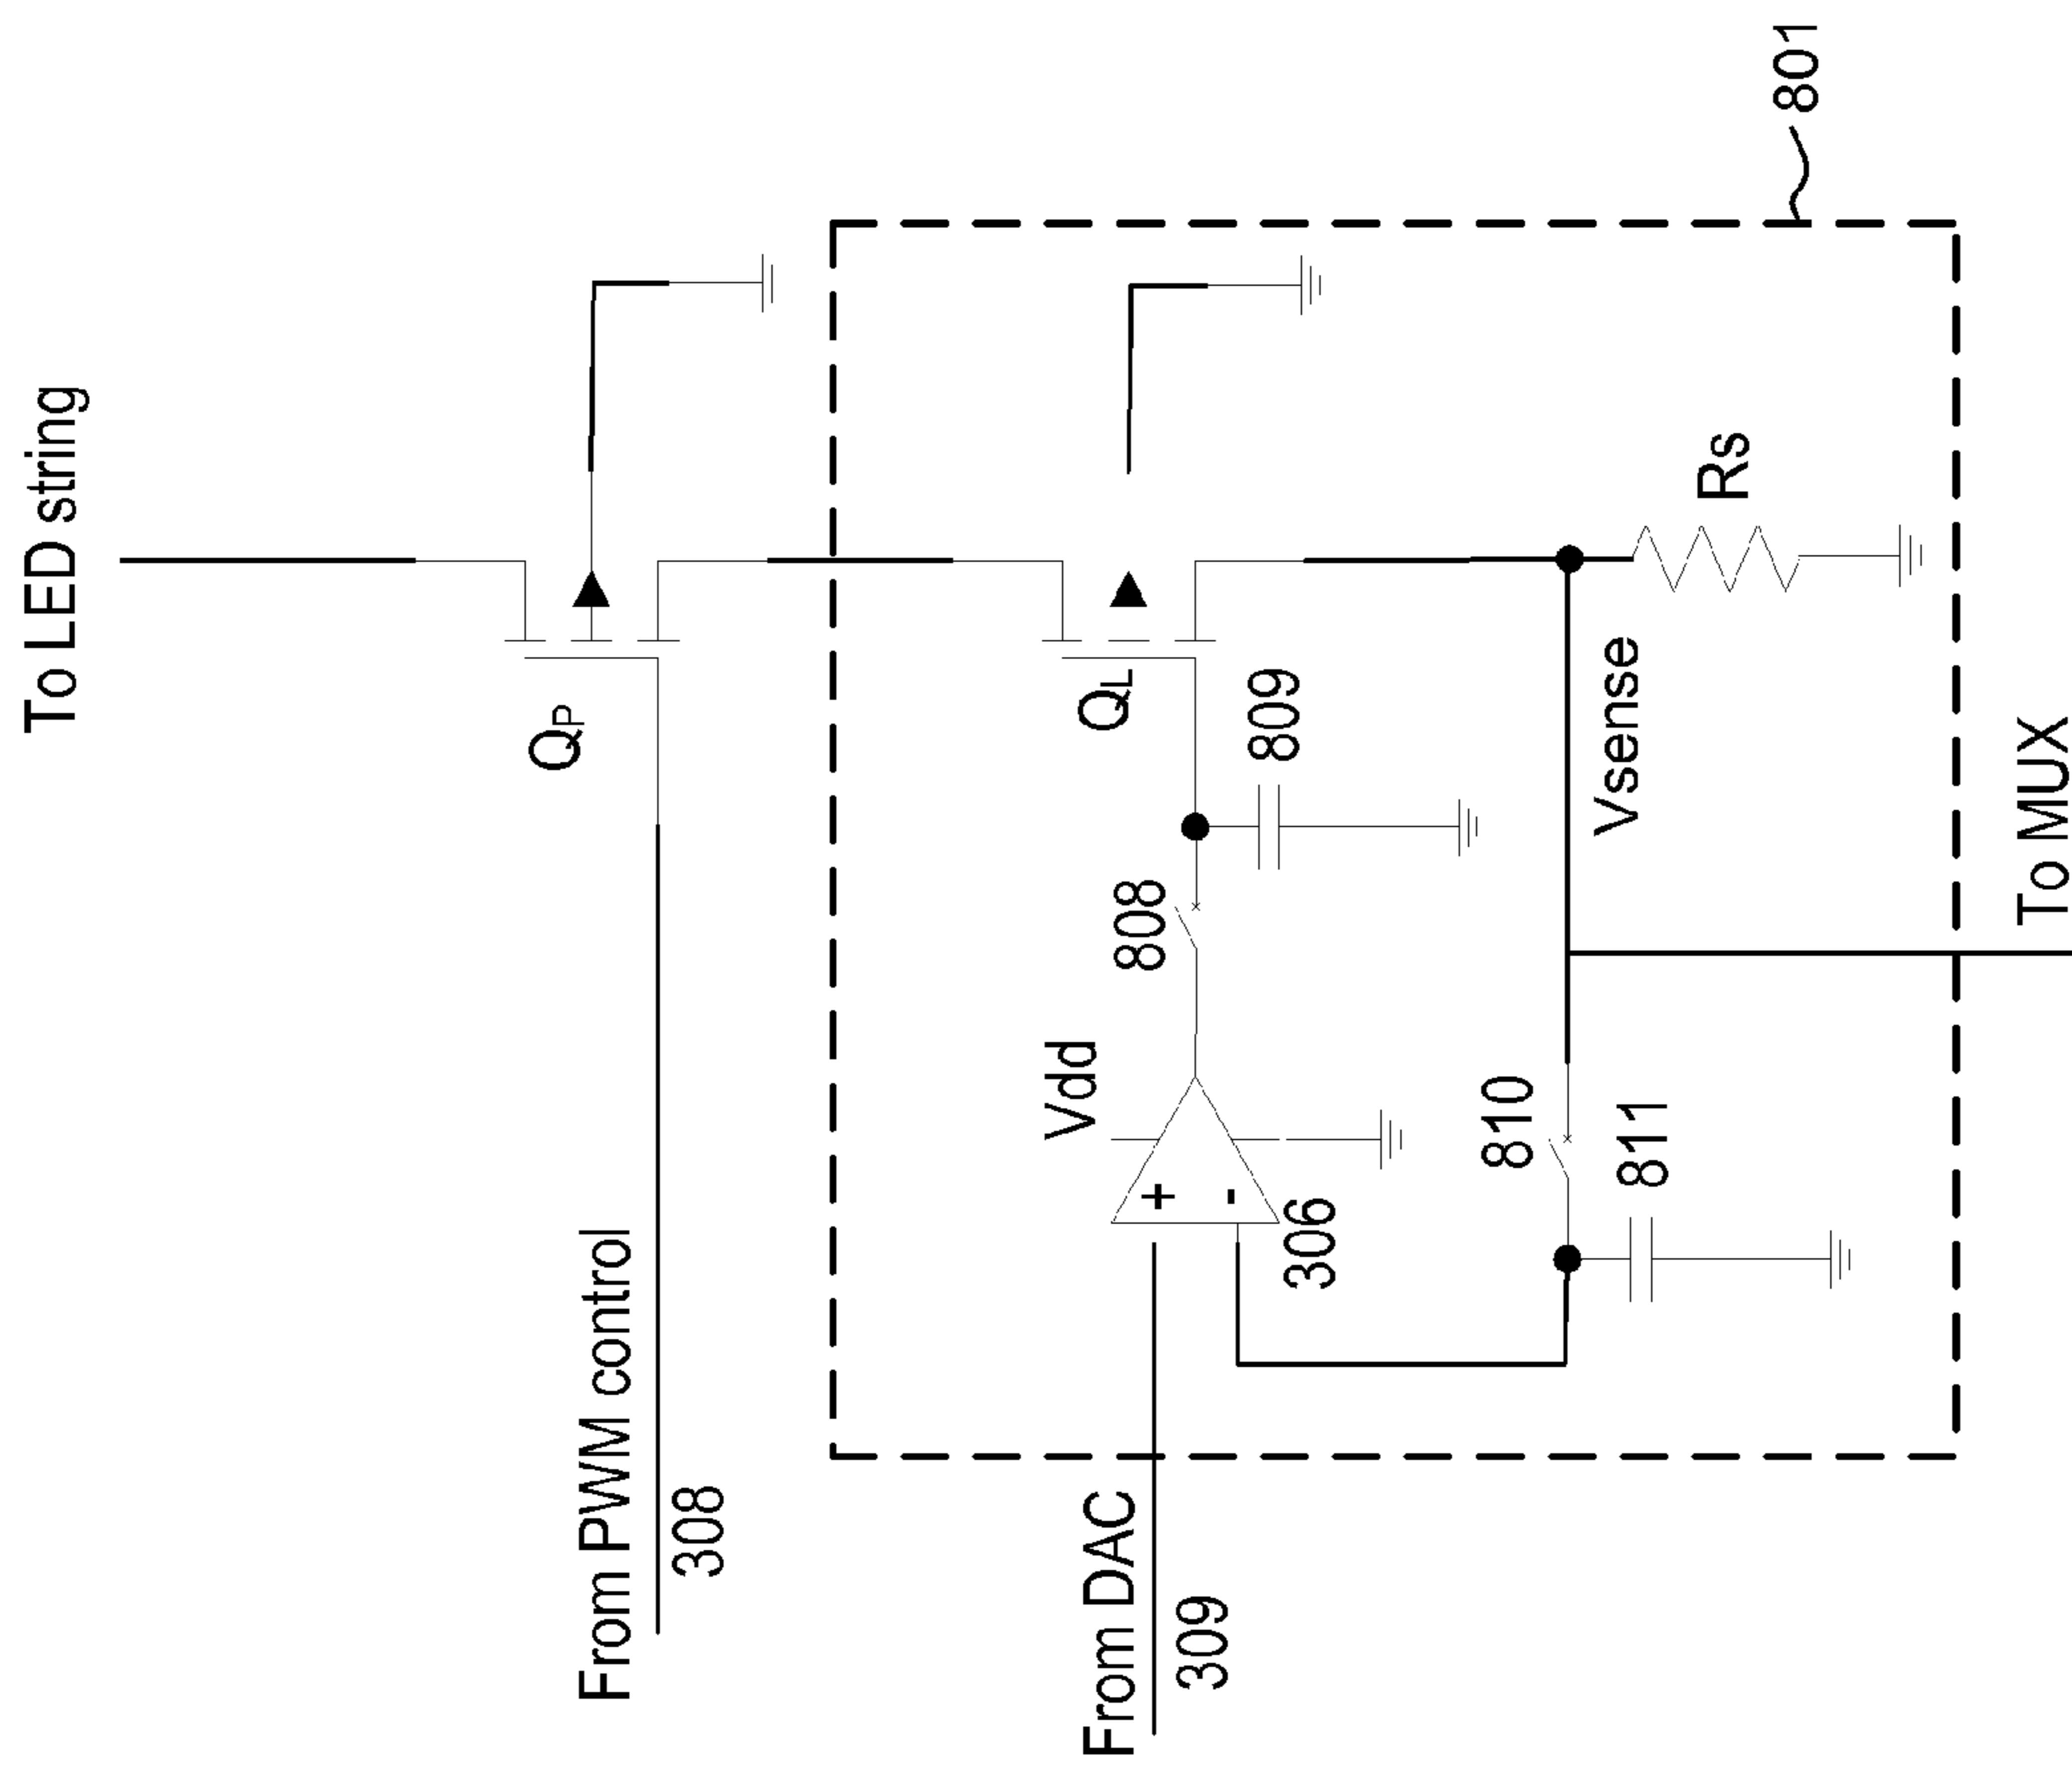 To LED string
801
QP
From PWM control
308
QL
809
808
Vdd
Rs
Vsense
810
811
306
From DAC
309
+
-
To MUX